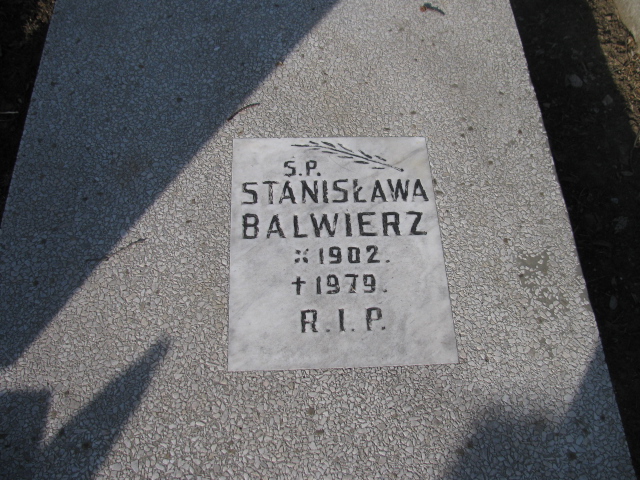 S.P.
STANISŁAWA
BALWIERZ
* 1902.
† 1979.
R.I.P.